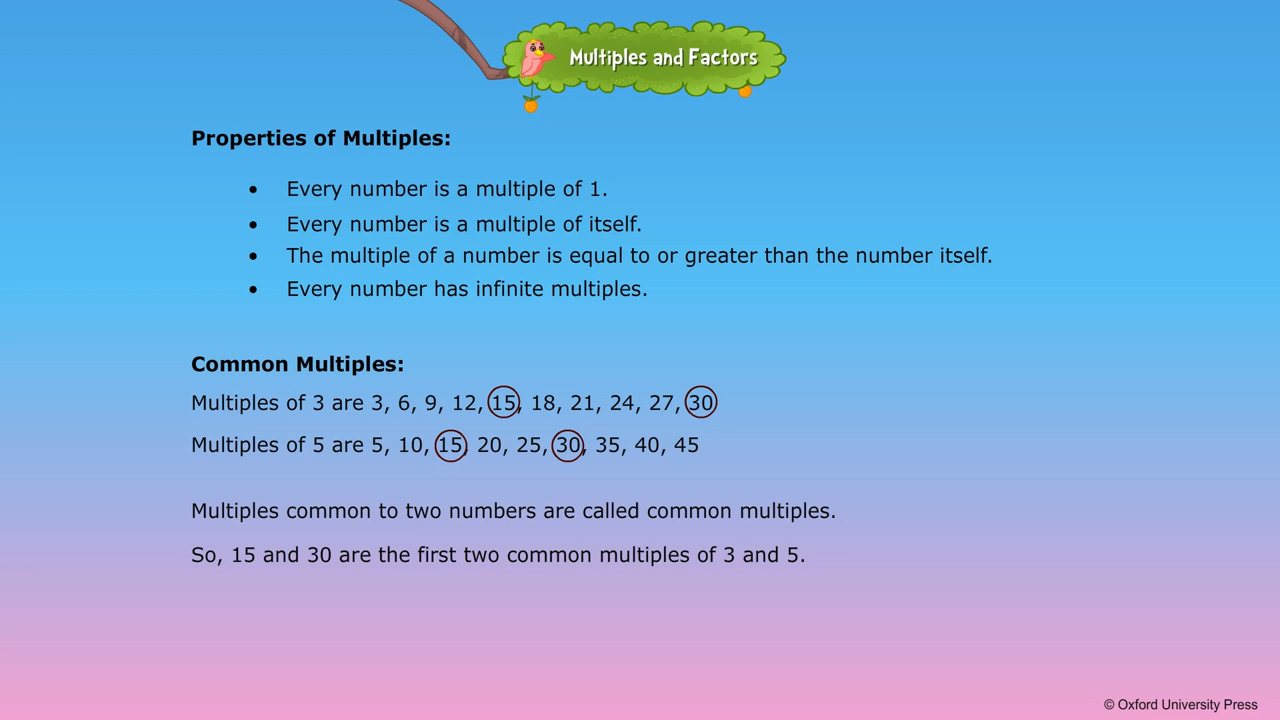 Multiples and Factors
Properties of Multiples:
• Every number is a multiple of 1.
• Every number is a multiple of itself.
• The multiple of a number is equal to or greater than the number itself.
• Every number has infinite multiples.
Common Multiples:
Multiples of 3 are 3, 6, 9, 12, 15, 18, 21, 24, 27, 30
Multiples of 5 are 5, 10, 15, 20, 25, 30, 35, 40, 45
Multiples common to two numbers are called common multiples.
So, 15 and 30 are the first two common multiples of 3 and 5.
© Oxford University Press